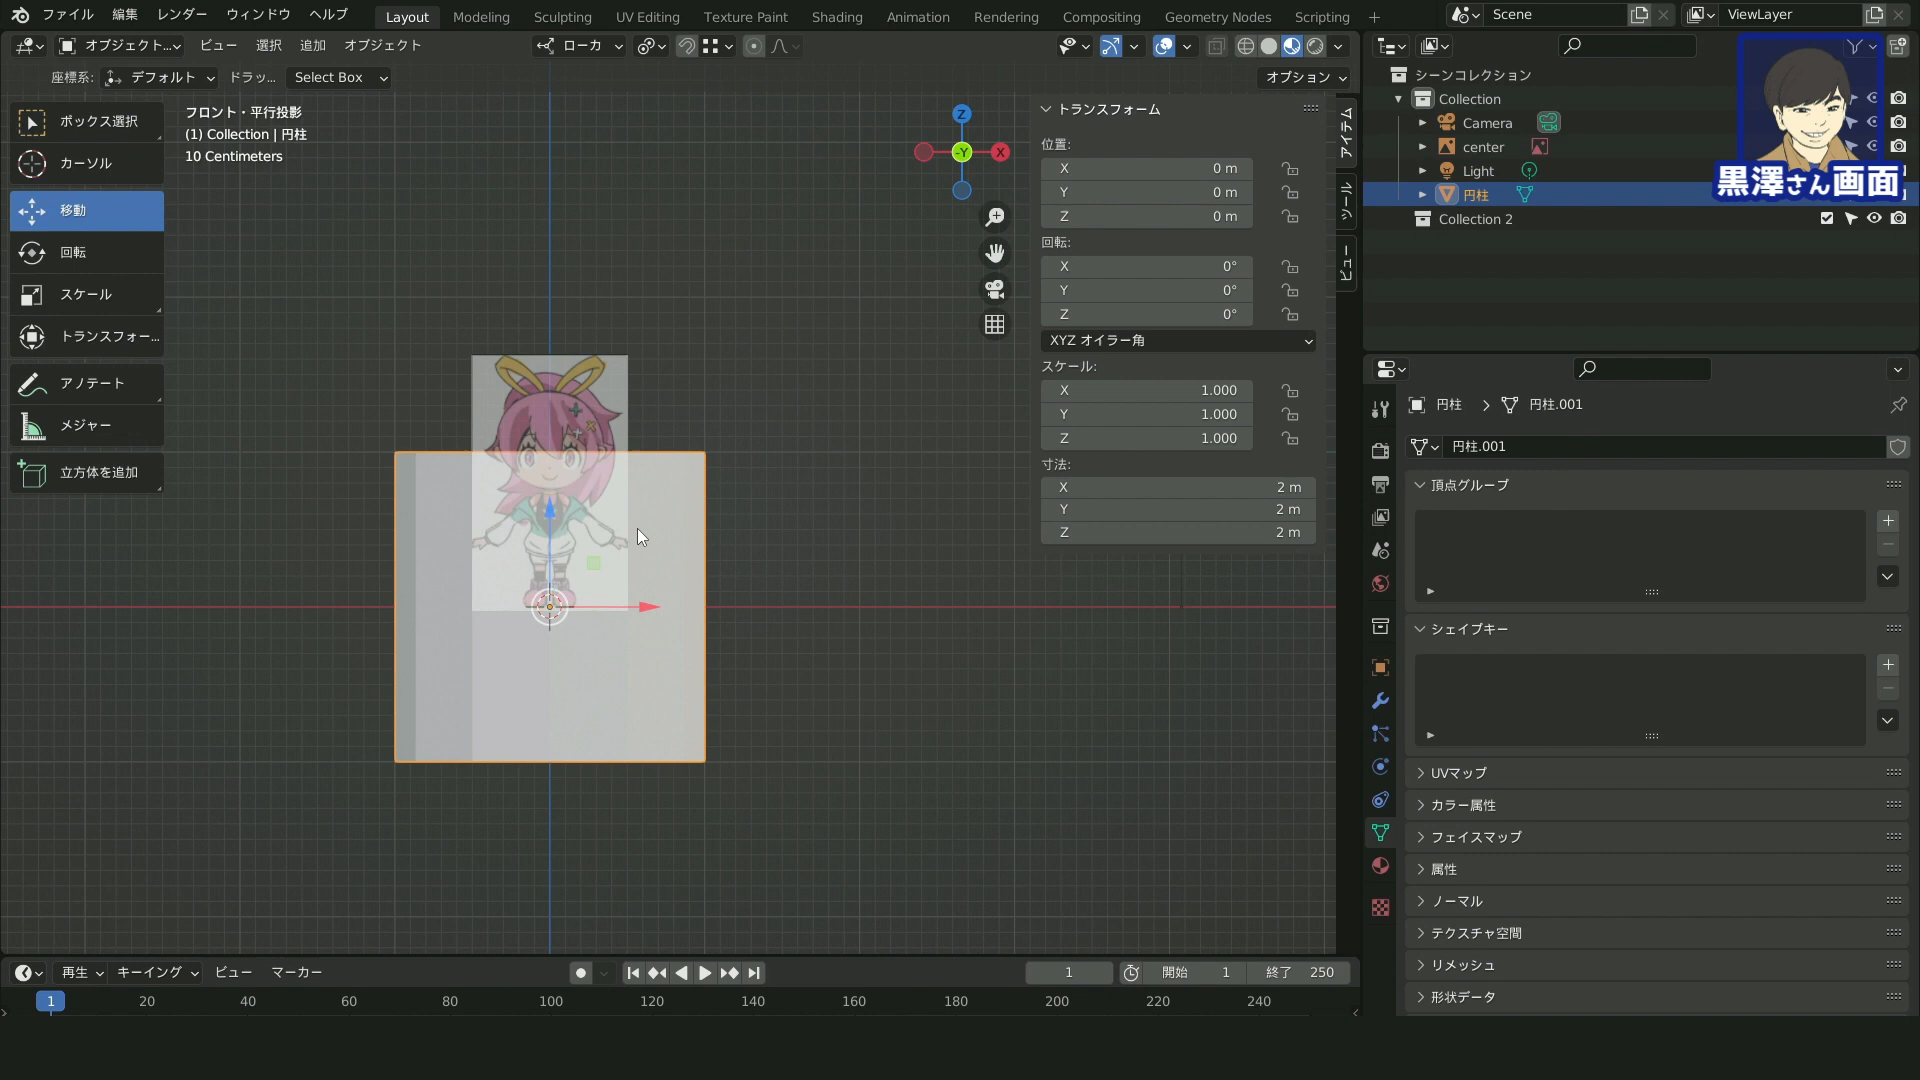 ファイル 編集 レンダー ウィンドウ ヘルプ Layout Modeling Sculpting UV Editing Texture Paint Shading Animation Rendering Compositing Geometry Nodes Scripting + Scene ViewLayer
オブジェクト... ビュー 選択 追加 オブジェクト ローカ
座標系: デフォルト ドラッ... Select Box オプション
ボックス選択
カーソル
移動
回転
スケール
トランスフォー...
アノテート
メジャー
立方体を追加
フロント・平行投影
(1) Collection | 円柱
10 Centimeters
Z
-Y
X
トランスフォーム
位置:
X 0 m
Y 0 m
Z 0 m
回転:
X 0°
Y 0°
Z 0°
XYZ オイラー角
スケール:
X 1.000
Y 1.000
Z 1.000
寸法:
X 2 m
Y 2 m
Z 2 m
アイテム
ツール
ビュー
シーンコレクション
Collection
Camera
center
Light
円柱
Collection 2
黒澤さん画面
円柱 > 円柱.001
円柱.001
頂点グループ
シェイプキー
UVマップ
カラー属性
フェイスマップ
属性
ノーマル
テクスチャ空間
リメッシュ
形状データ
再生 キーイング ビュー マーカー 1 開始 1 終了 250
1 20 40 60 80 100 120 140 160 180 200 220 240